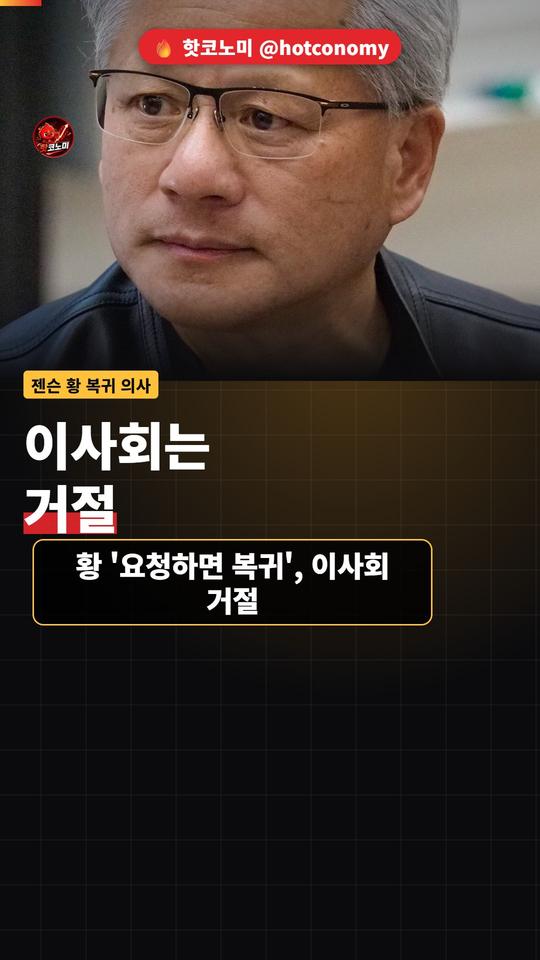 🔥 핫코노미 @hotconomy
핫코노미
젠슨 황 복귀 의사
이사회는
거절
황 '요청하면 복귀', 이사회
거절